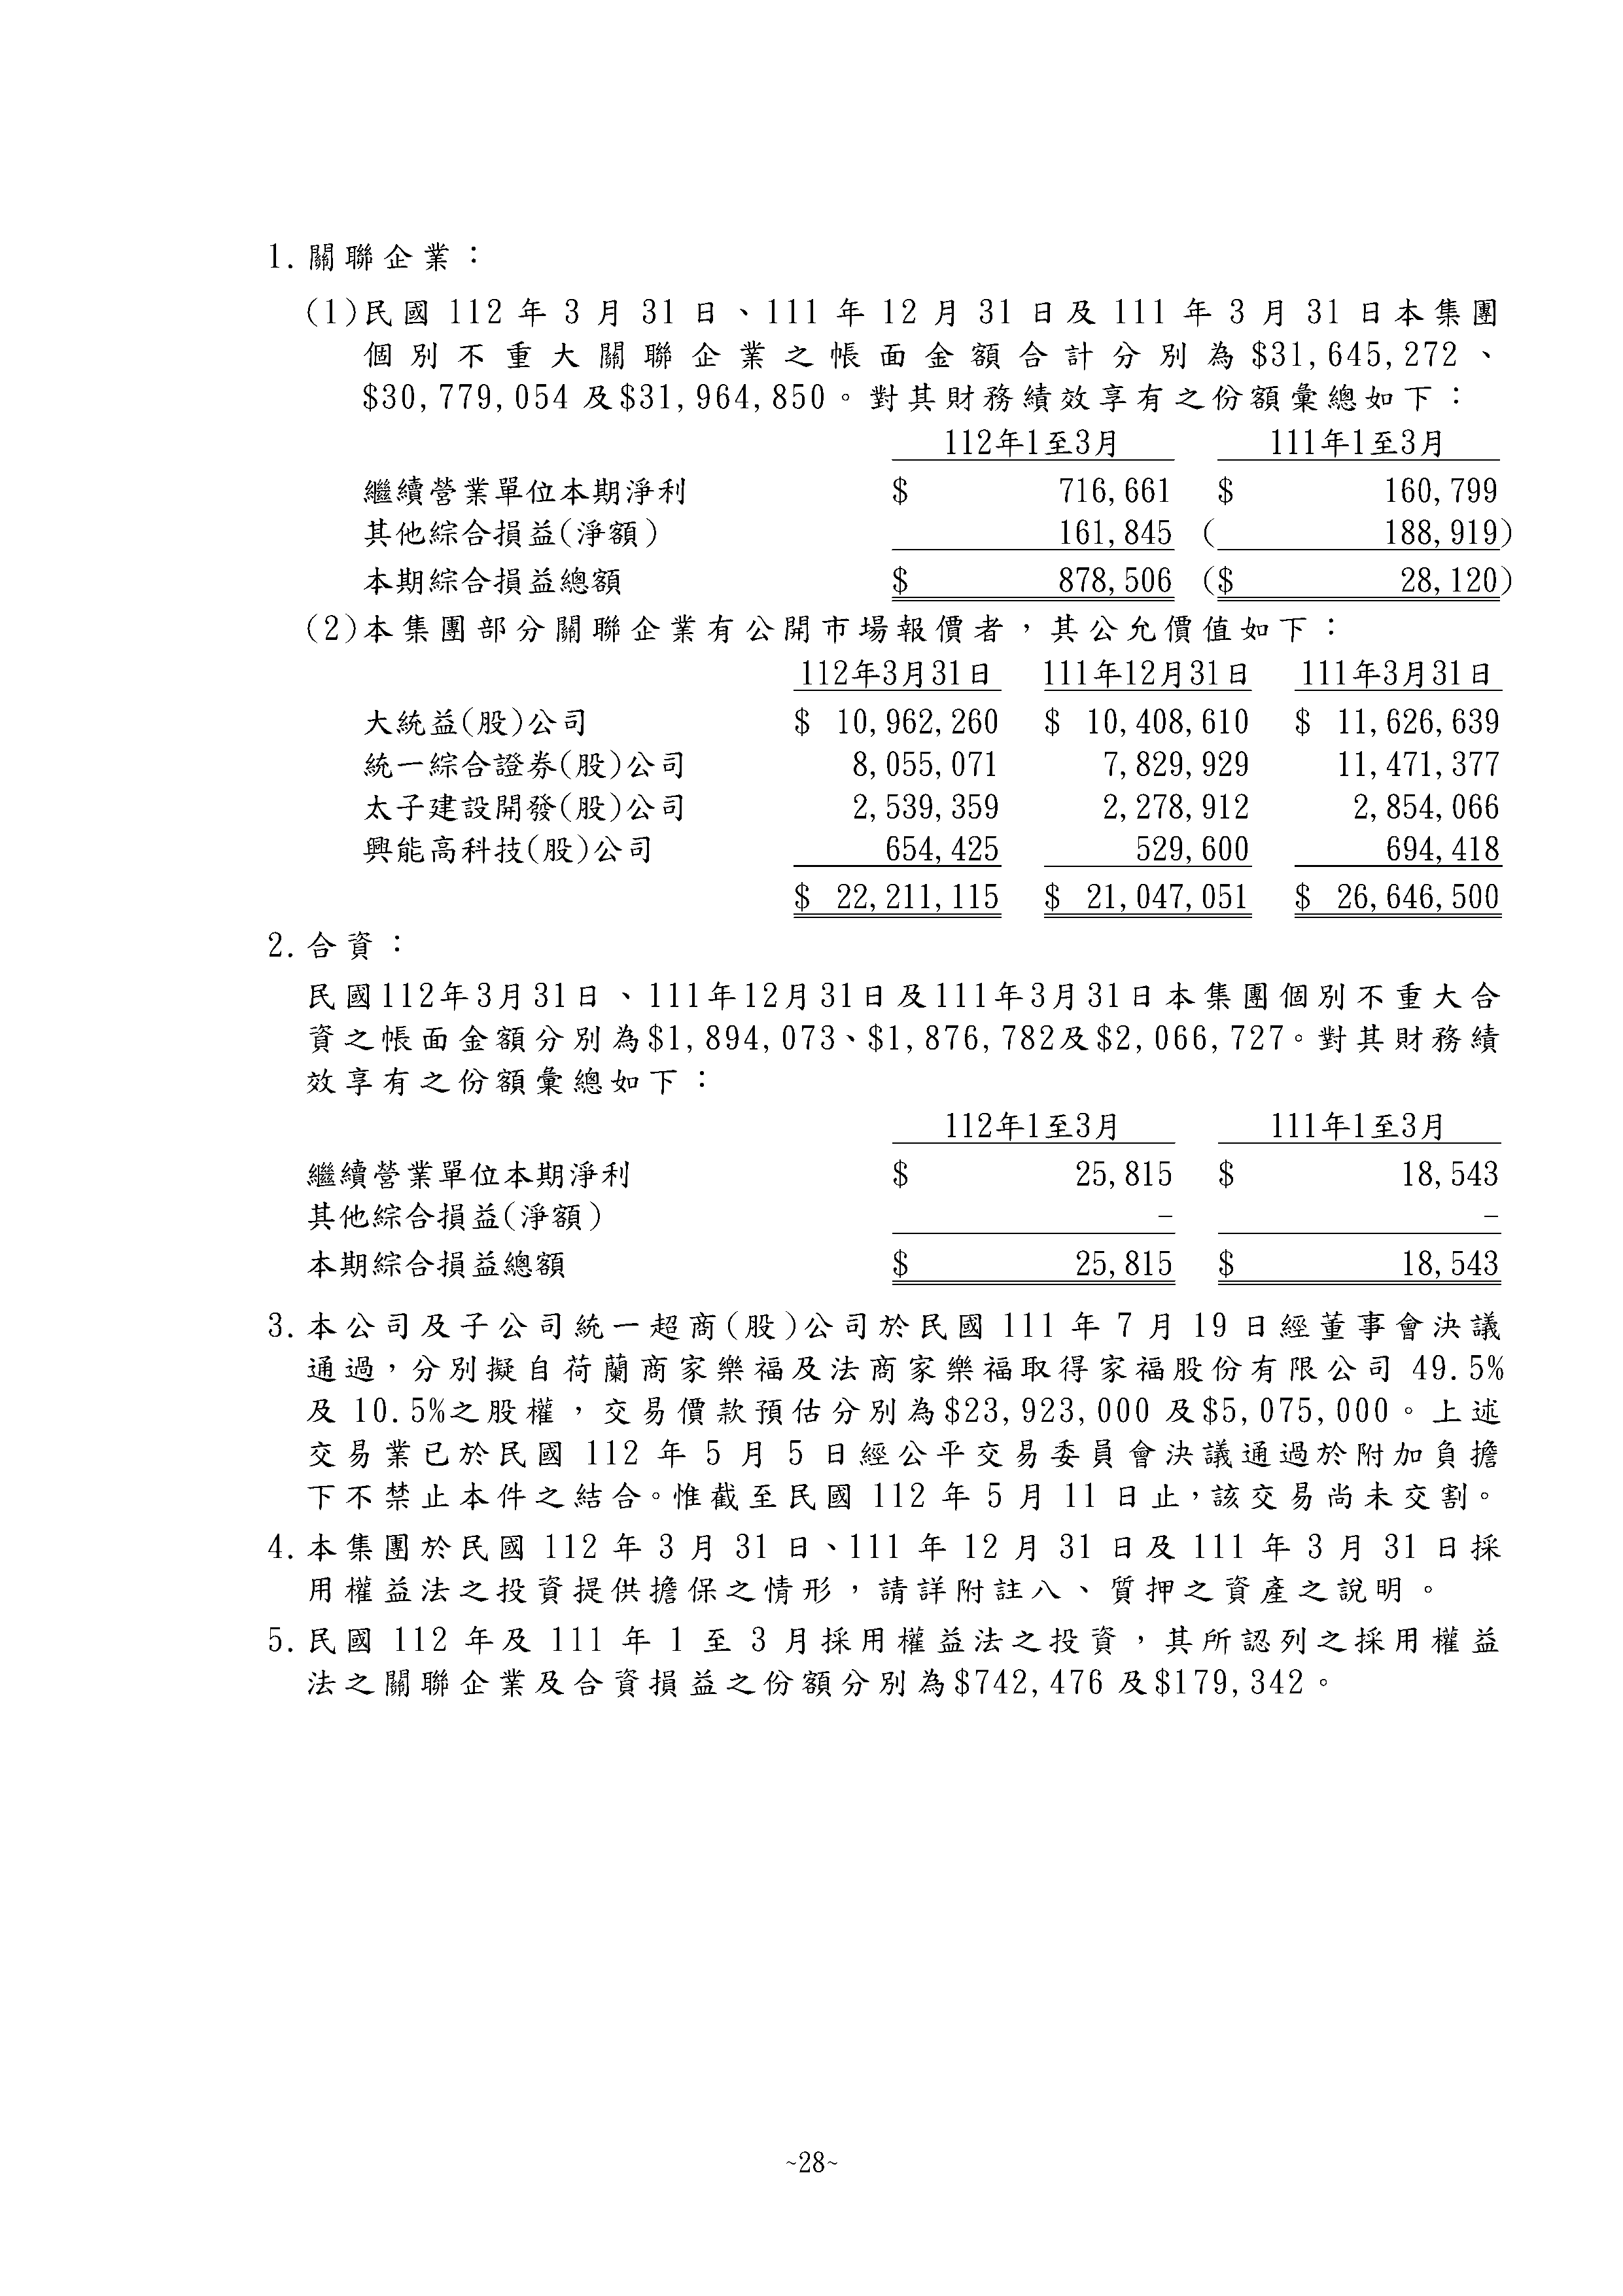 1.關聯企業：
(1)民國 112 年 3 月 31 日、111 年 12 月 31 日及 111 年 3 月 31 日本集團
個別不重大關聯企業之帳面金額合計分別為$31,645,272、
$30,779,054 及$31,964,850。對其財務績效享有之份額彙總如下：
112年1至3月 111年1至3月
繼續營業單位本期淨利 $ 716,661 $ 160,799
其他綜合損益(淨額) 161,845 ( 188,919)
本期綜合損益總額 $ 878,506 ($ 28,120)
(2)本集團部分關聯企業有公開市場報價者，其公允價值如下：
112年3月31日 111年12月31日 111年3月31日
大統益(股)公司 $ 10,962,260 $ 10,408,610 $ 11,626,639
統一綜合證券(股)公司 8,055,071 7,829,929 11,471,377
太子建設開發(股)公司 2,539,359 2,278,912 2,854,066
興能高科技(股)公司 654,425 529,600 694,418
$ 22,211,115 $ 21,047,051 $ 26,646,500
2.合資：
民國112年3月31日、111年12月31日及111年3月31日本集團個別不重大合
資之帳面金額分別為$1,894,073、$1,876,782及$2,066,727。對其財務績
效享有之份額彙總如下：
112年1至3月 111年1至3月
繼續營業單位本期淨利 $ 25,815 $ 18,543
其他綜合損益(淨額) - -
本期綜合損益總額 $ 25,815 $ 18,543
3.本公司及子公司統一超商(股)公司於民國 111 年 7 月 19 日經董事會決議
通過，分別擬自荷蘭商家樂福及法商家樂福取得家福股份有限公司 49.5%
及 10.5%之股權，交易價款預估分別為$23,923,000 及$5,075,000。上述
交易業已於民國 112 年 5 月 5 日經公平交易委員會決議通過於附加負擔
下不禁止本件之結合。惟截至民國 112 年 5 月 11 日止，該交易尚未交割。
4.本集團於民國 112 年 3 月 31 日、111 年 12 月 31 日及 111 年 3 月 31 日採
用權益法之投資提供擔保之情形，請詳附註八、質押之資產之說明。
5.民國 112 年及 111 年 1 至 3 月採用權益法之投資，其所認列之採用權益
法之關聯企業及合資損益之份額分別為$742,476 及$179,342。
~28~